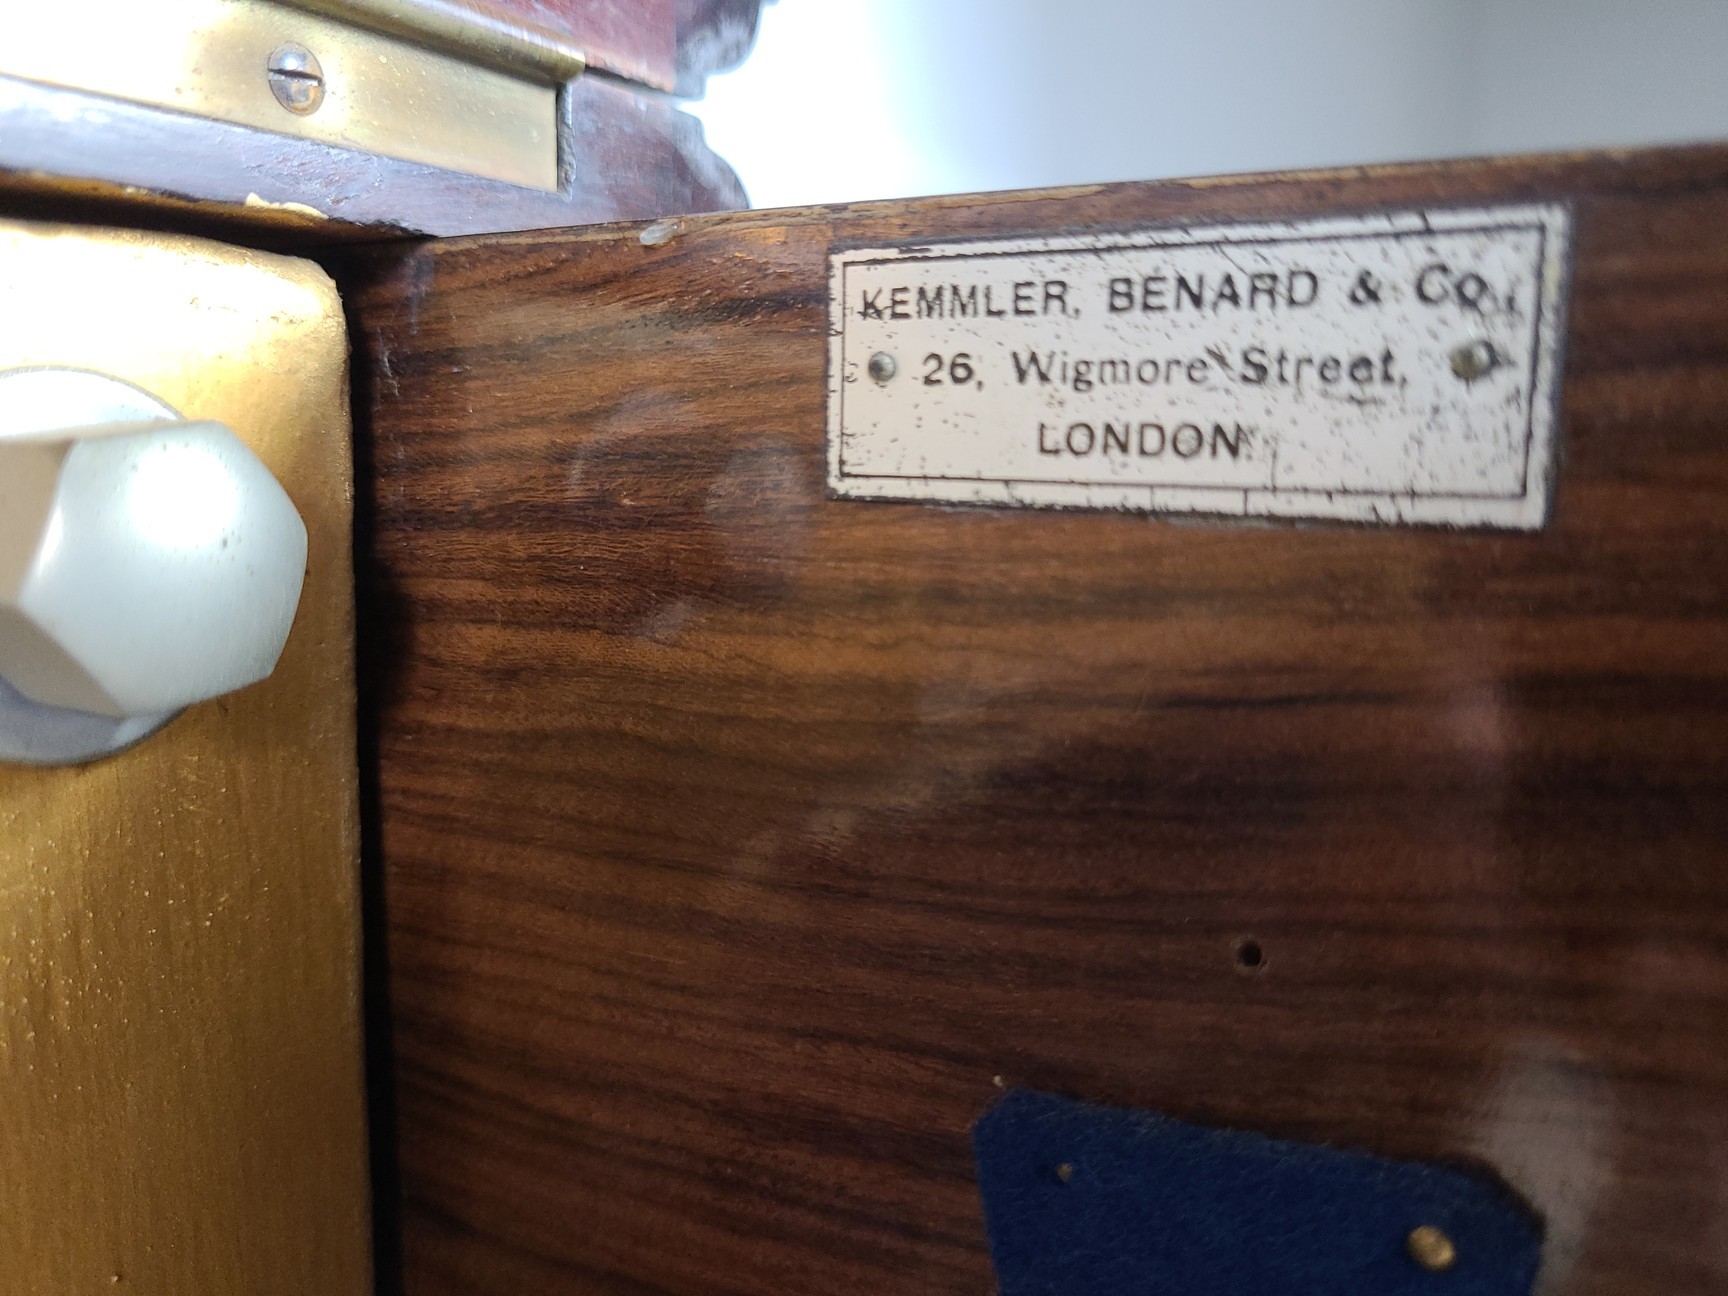 KEMMLER, BENARD & Co.,
26, Wigmore Street,
LONDON.